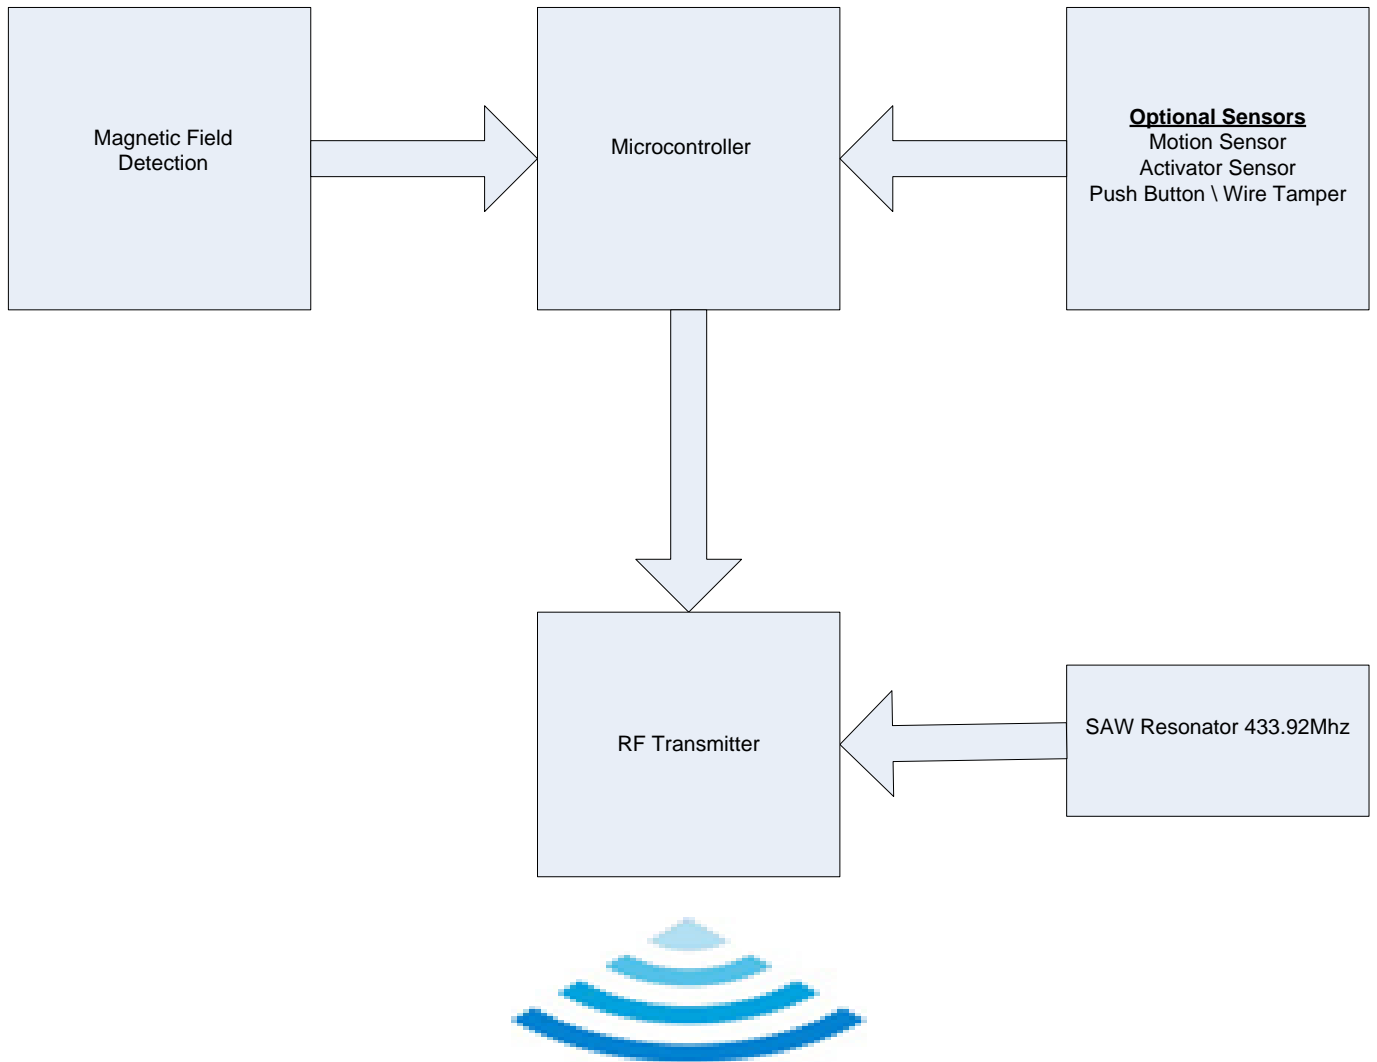 Magnetic Field
Detection
Microcontroller
Optional Sensors
Motion Sensor
Activator Sensor
Push Button \ Wire Tamper
RF Transmitter
SAW Resonator 433.92Mhz